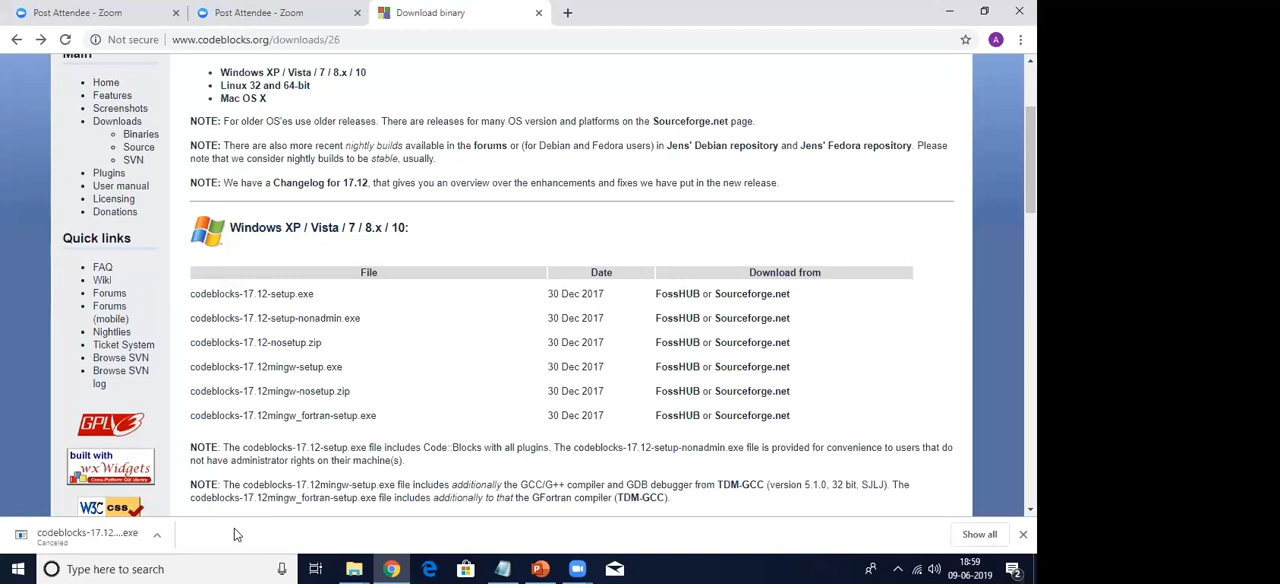 Post Attendee - Zoom
Post Attendee - Zoom
Download binary
Not secure
www.codeblocks.org/downloads/26
A
Main
Home
Features
Screenshots
Downloads
Binaries
Source
SVN
Plugins
User manual
Licensing
Donations
Quick links
FAQ
Wiki
Forums
Forums
(mobile)
Nightlies
Ticket System
Browse SVN
Browse SVN
log
GPLv3
built with
wxWidgets
Cross-Platform GUI Library
W3C css
Windows XP / Vista / 7 / 8.x / 10
Linux 32 and 64-bit
Mac OS X
NOTE: For older OS'es use older releases. There are releases for many OS version and platforms on the Sourceforge.net page.
NOTE: There are also more recent nightly builds available in the forums or (for Debian and Fedora users) in Jens' Debian repository and Jens' Fedora repository. Please
note that we consider nightly builds to be stable, usually.
NOTE: We have a Changelog for 17.12, that gives you an overview over the enhancements and fixes we have put in the new release.
Windows XP / Vista / 7 / 8.x / 10:
File Date Download from
codeblocks-17.12-setup.exe 30 Dec 2017 FossHUB or Sourceforge.net
codeblocks-17.12-setup-nonadmin.exe 30 Dec 2017 FossHUB or Sourceforge.net
codeblocks-17.12-nosetup.zip 30 Dec 2017 FossHUB or Sourceforge.net
codeblocks-17.12mingw-setup.exe 30 Dec 2017 FossHUB or Sourceforge.net
codeblocks-17.12mingw-nosetup.zip 30 Dec 2017 FossHUB or Sourceforge.net
codeblocks-17.12mingw_fortran-setup.exe 30 Dec 2017 FossHUB or Sourceforge.net
NOTE: The codeblocks-17.12-setup.exe file includes Code::Blocks with all plugins. The codeblocks-17.12-setup-nonadmin.exe file is provided for convenience to users that do
not have administrator rights on their machine(s).
NOTE: The codeblocks-17.12mingw-setup.exe file includes additionally the GCC/G++ compiler and GDB debugger from TDM-GCC (version 5.1.0, 32 bit, SJLJ). The
codeblocks-17.12mingw_fortran-setup.exe file includes additionally to that the GFortran compiler (TDM-GCC).
codeblocks-17.12....exe
Canceled
Show all
Type here to search
18:59
09-06-2019
2